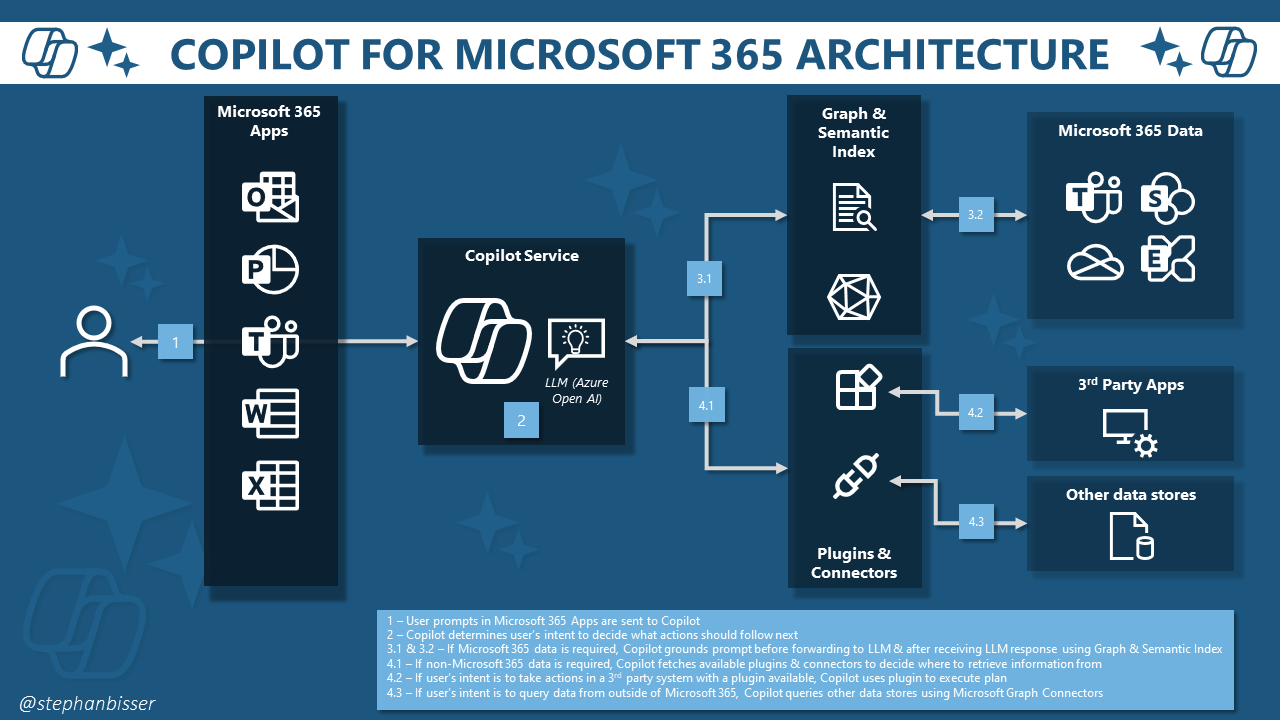 COPILOT FOR MICROSOFT 365 ARCHITECTURE
Microsoft 365
Apps
O
P
T
W
X
1
Copilot Service
LLM (Azure
Open AI)
2
3.1
4.1
Graph &
Semantic
Index
Plugins &
Connectors
3.2
4.2
4.3
Microsoft 365 Data
T
S
E
3rd Party Apps
Other data stores
1 – User prompts in Microsoft 365 Apps are sent to Copilot
2 – Copilot determines user's intent to decide what actions should follow next
3.1 & 3.2 – If Microsoft 365 data is required, Copilot grounds prompt before forwarding to LLM & after receiving LLM response using Graph & Semantic Index
4.1 – If non-Microsoft 365 data is required, Copilot fetches available plugins & connectors to decide where to retrieve information from
4.2 – If user's intent is to take actions in a 3rd party system with a plugin available, Copilot uses plugin to execute plan
4.3 – If user's intent is to query data from outside of Microsoft 365, Copilot queries other data stores using Microsoft Graph Connectors
@stephanbisser